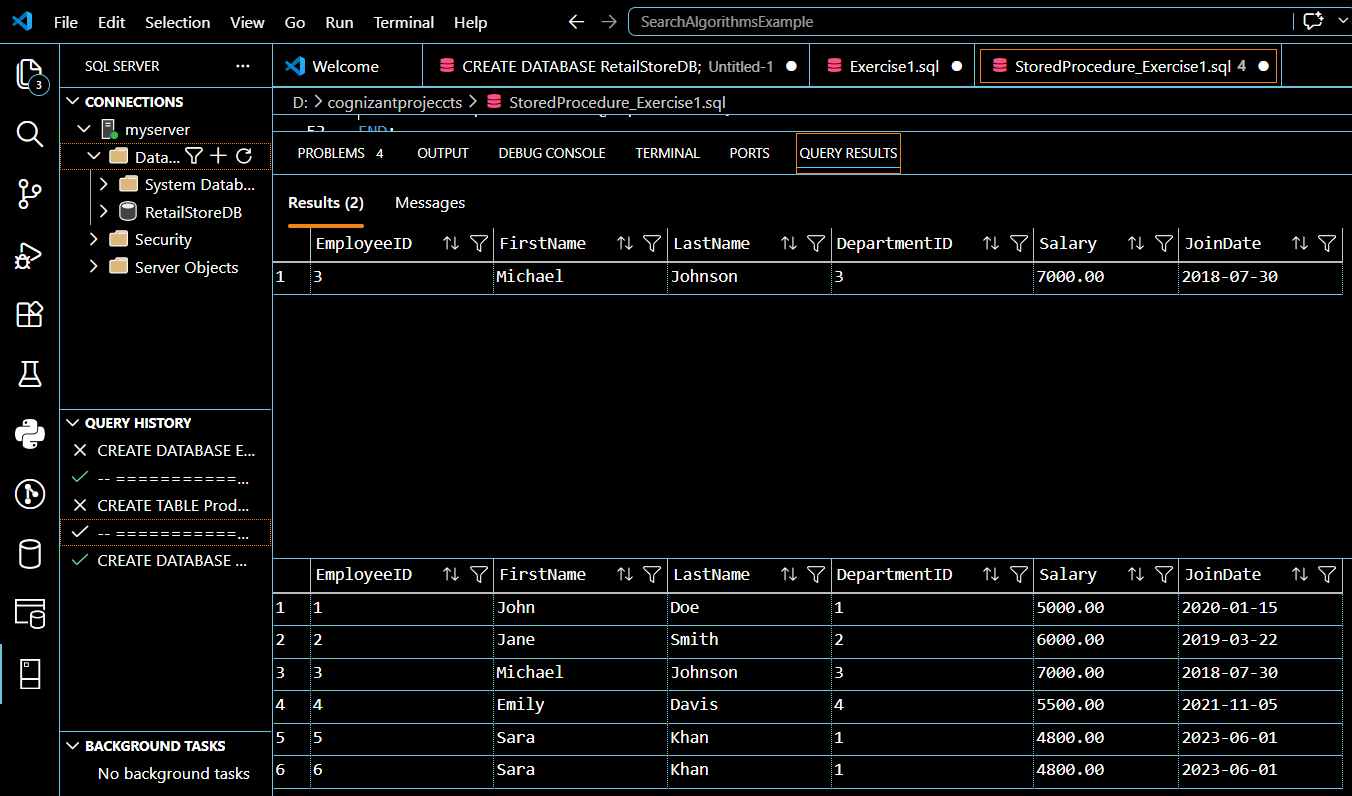 File Edit Selection View Go Run Terminal Help SearchAlgorithmsExample
3
SQL SERVER ...
Welcome CREATE DATABASE RetailStoreDB; Untitled-1 Exercise1.sql StoredProcedure_Exercise1.sql 4
D: > cognizantprojeccts > StoredProcedure_Exercise1.sql
CONNECTIONS
myserver
Data...
System Datab...
RetailStoreDB
Security
Server Objects
QUERY HISTORY
CREATE DATABASE E...
-- ===========...
CREATE TABLE Prod...
-- ===========...
CREATE DATABASE ...
BACKGROUND TASKS
No background tasks
END;
PROBLEMS 4 OUTPUT DEBUG CONSOLE TERMINAL PORTS QUERY RESULTS
Results (2) Messages
EmployeeID FirstName LastName DepartmentID Salary JoinDate
1 3 Michael Johnson 3 7000.00 2018-07-30
EmployeeID FirstName LastName DepartmentID Salary JoinDate
1 1 John Doe 1 5000.00 2020-01-15
2 2 Jane Smith 2 6000.00 2019-03-22
3 3 Michael Johnson 3 7000.00 2018-07-30
4 4 Emily Davis 4 5500.00 2021-11-05
5 5 Sara Khan 1 4800.00 2023-06-01
6 6 Sara Khan 1 4800.00 2023-06-01